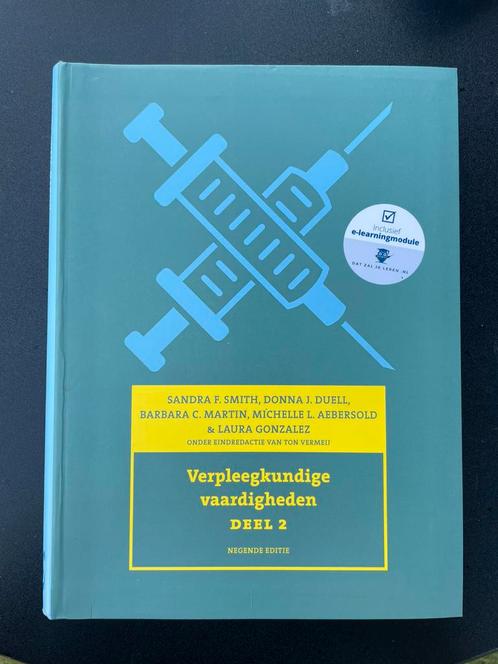 Inclusief
e-learningmodule
DAT ZAL JE LEREN .NL
SANDRA F. SMITH, DONNA J. DUELL,
BARBARA C. MARTIN, MICHELLE L. AEBERSOLD
& LAURA GONZALEZ
ONDER EINDREDACTIE VAN TON VERMEIJ
Verpleegkundige
vaardigheden
DEEL 2
NEGENDE EDITIE